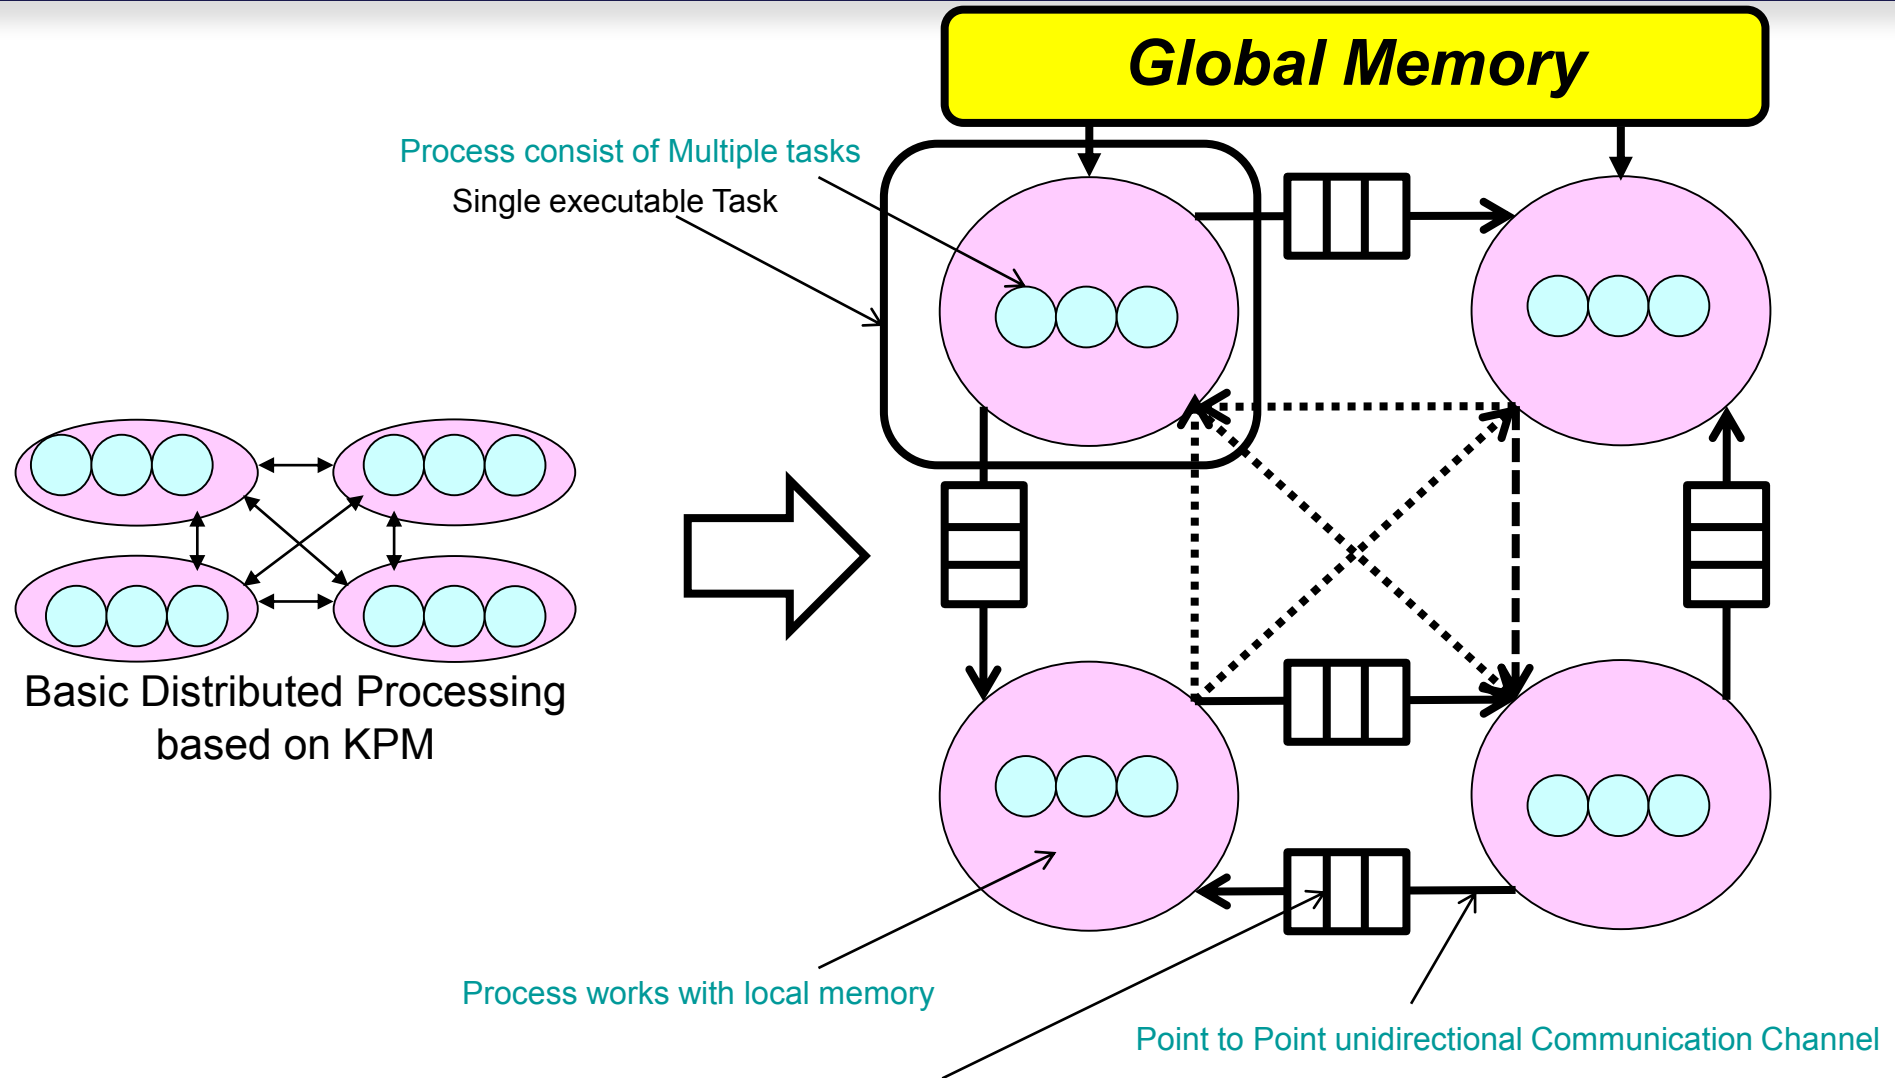 Global Memory
Process consist of Multiple tasks
Single executable Task
Basic Distributed Processing
based on KPM
Process works with local memory
Point to Point unidirectional Communication Channel